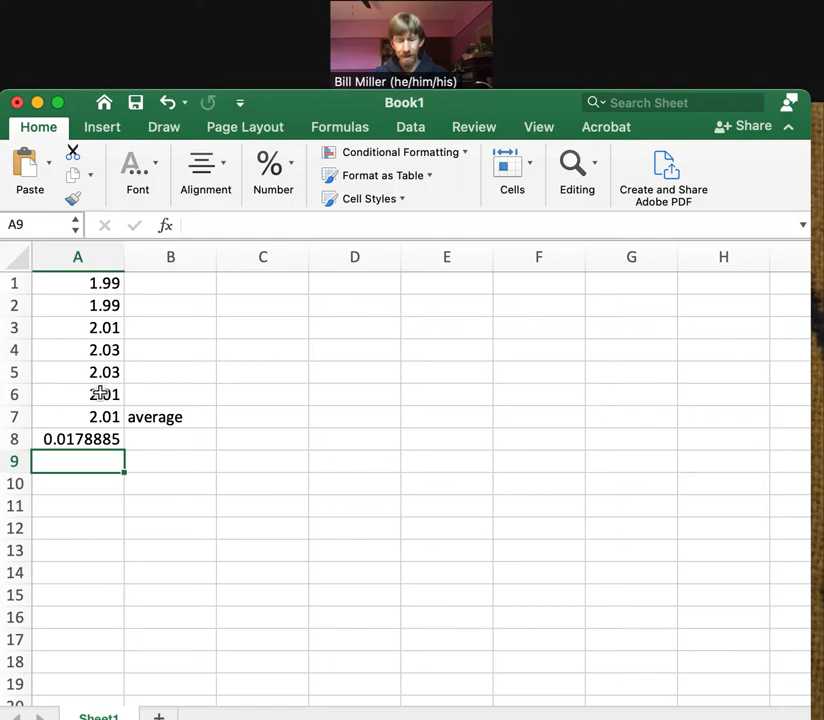 Bill Miller (he/him/his)
Book1
Search Sheet
Home Insert Draw Page Layout Formulas Data Review View Acrobat Share
Paste Font Alignment Number Conditional Formatting Format as Table Cell Styles Cells Editing Create and Share Adobe PDF
A9 fx
A B C D E F G H
1 1.99
2 1.99
3 2.01
4 2.03
5 2.03
6 2.01
7 2.01 average
8 0.0178885
9
10
11
12
13
14
15
16
17
18
19
Sheet1 +